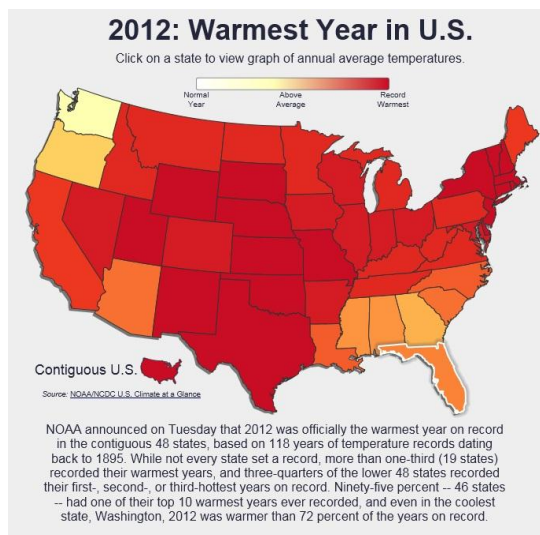 2012: Warmest Year in U.S.
Click on a state to view graph of annual average temperatures.
Normal Year
Above Average
Record Warmest
Contiguous U.S.
Source: NOAA/NCDC U.S. Climate at a Glance
NOAA announced on Tuesday that 2012 was officially the warmest year on record
in the contiguous 48 states, based on 118 years of temperature records dating
back to 1895. While not every state set a record, more than one-third (19 states)
recorded their warmest years, and three-quarters of the lower 48 states recorded
their first-, second-, or third-hottest years on record. Ninety-five percent -- 46 states
-- had one of their top 10 warmest years ever recorded, and even in the coolest
state, Washington, 2012 was warmer than 72 percent of the years on record.